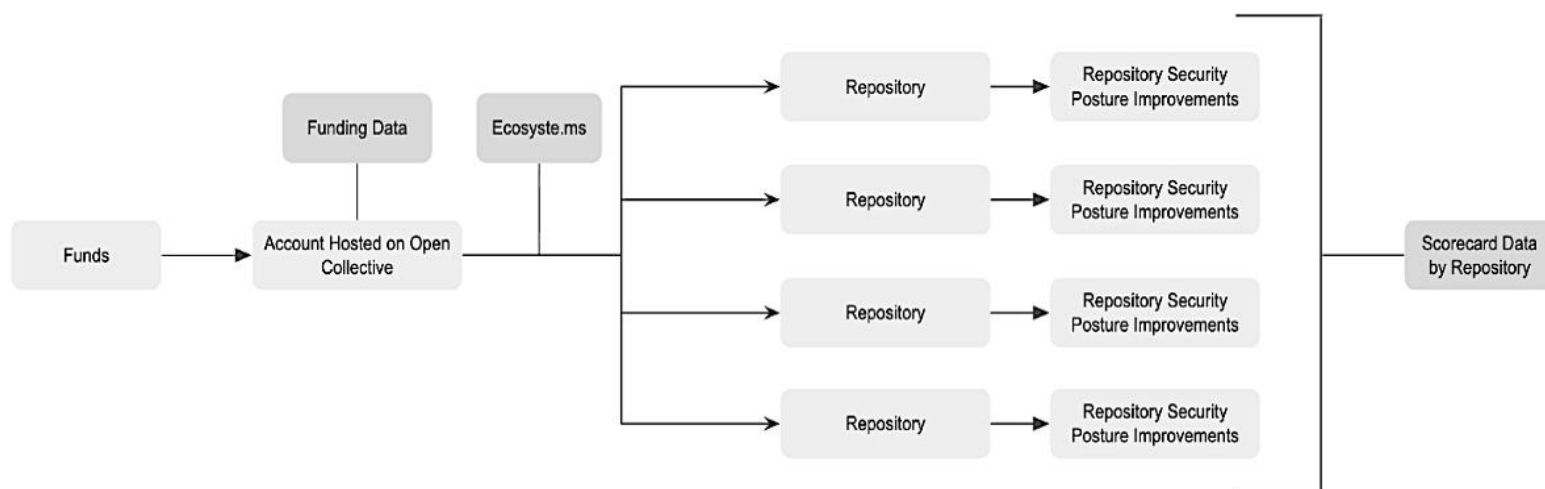 Funding Data
Ecosyste.ms
Funds
Account Hosted on Open
Collective
Repository
Repository Security
Posture Improvements
Repository
Repository Security
Posture Improvements
Repository
Repository Security
Posture Improvements
Repository
Repository Security
Posture Improvements
Scorecard Data
by Repository